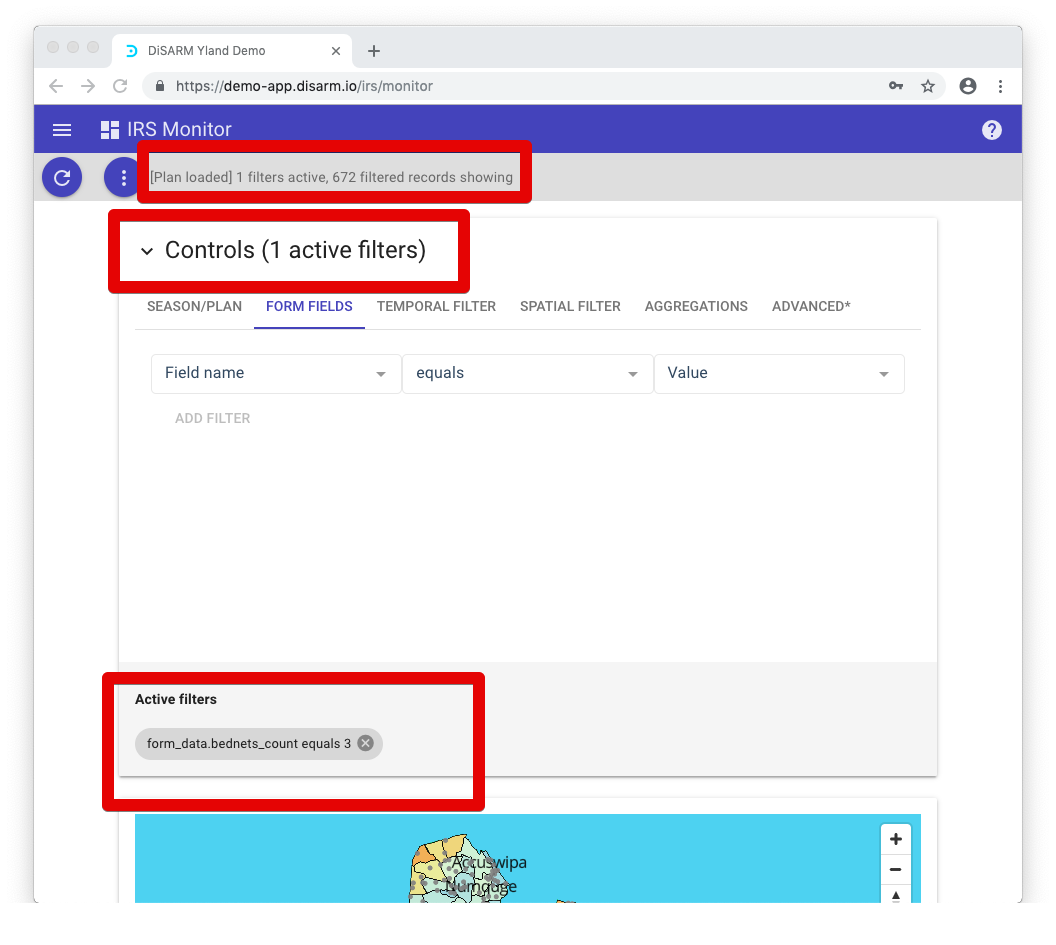 DiSARM Yland Demo
https://demo-app.disarm.io/irs/monitor
IRS Monitor
[Plan loaded] 1 filters active, 672 filtered records showing
Controls (1 active filters)
SEASON/PLAN FORM FIELDS TEMPORAL FILTER SPATIAL FILTER AGGREGATIONS ADVANCED*
Field name equals Value
ADD FILTER
Active filters
form_data.bednets_count equals 3
Accuswipa
Numquge